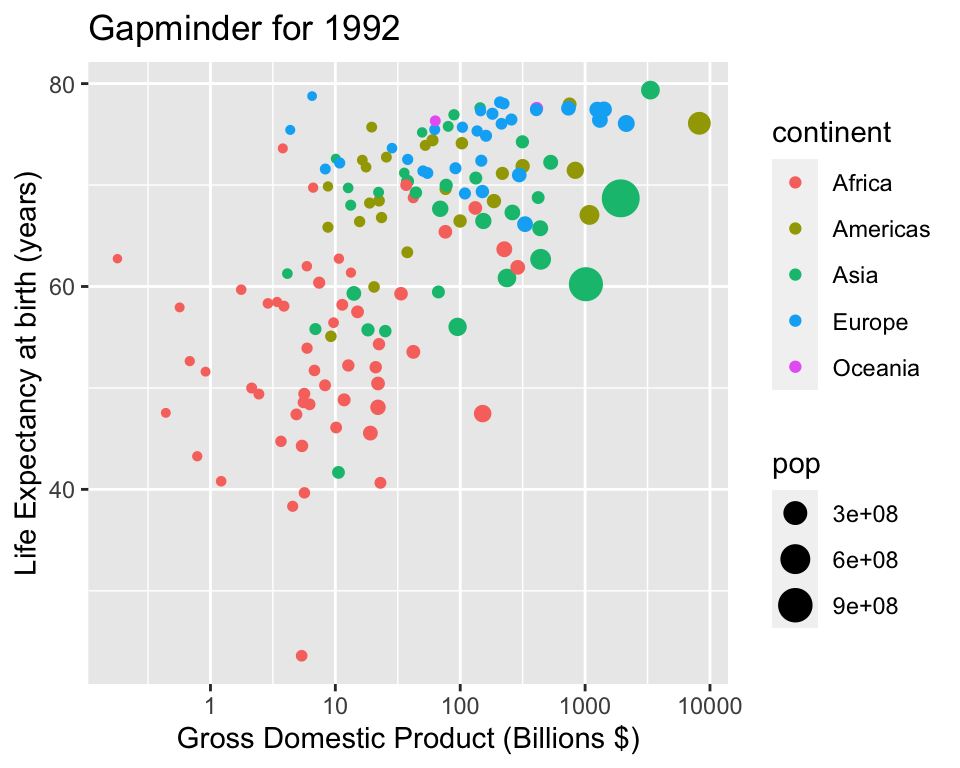 Gapminder for 1992
80
60
40
Life Expectancy at birth (years)
1
10
100
1000
10000
Gross Domestic Product (Billions $)
continent
Africa
Americas
Asia
Europe
Oceania
pop
3e+08
6e+08
9e+08